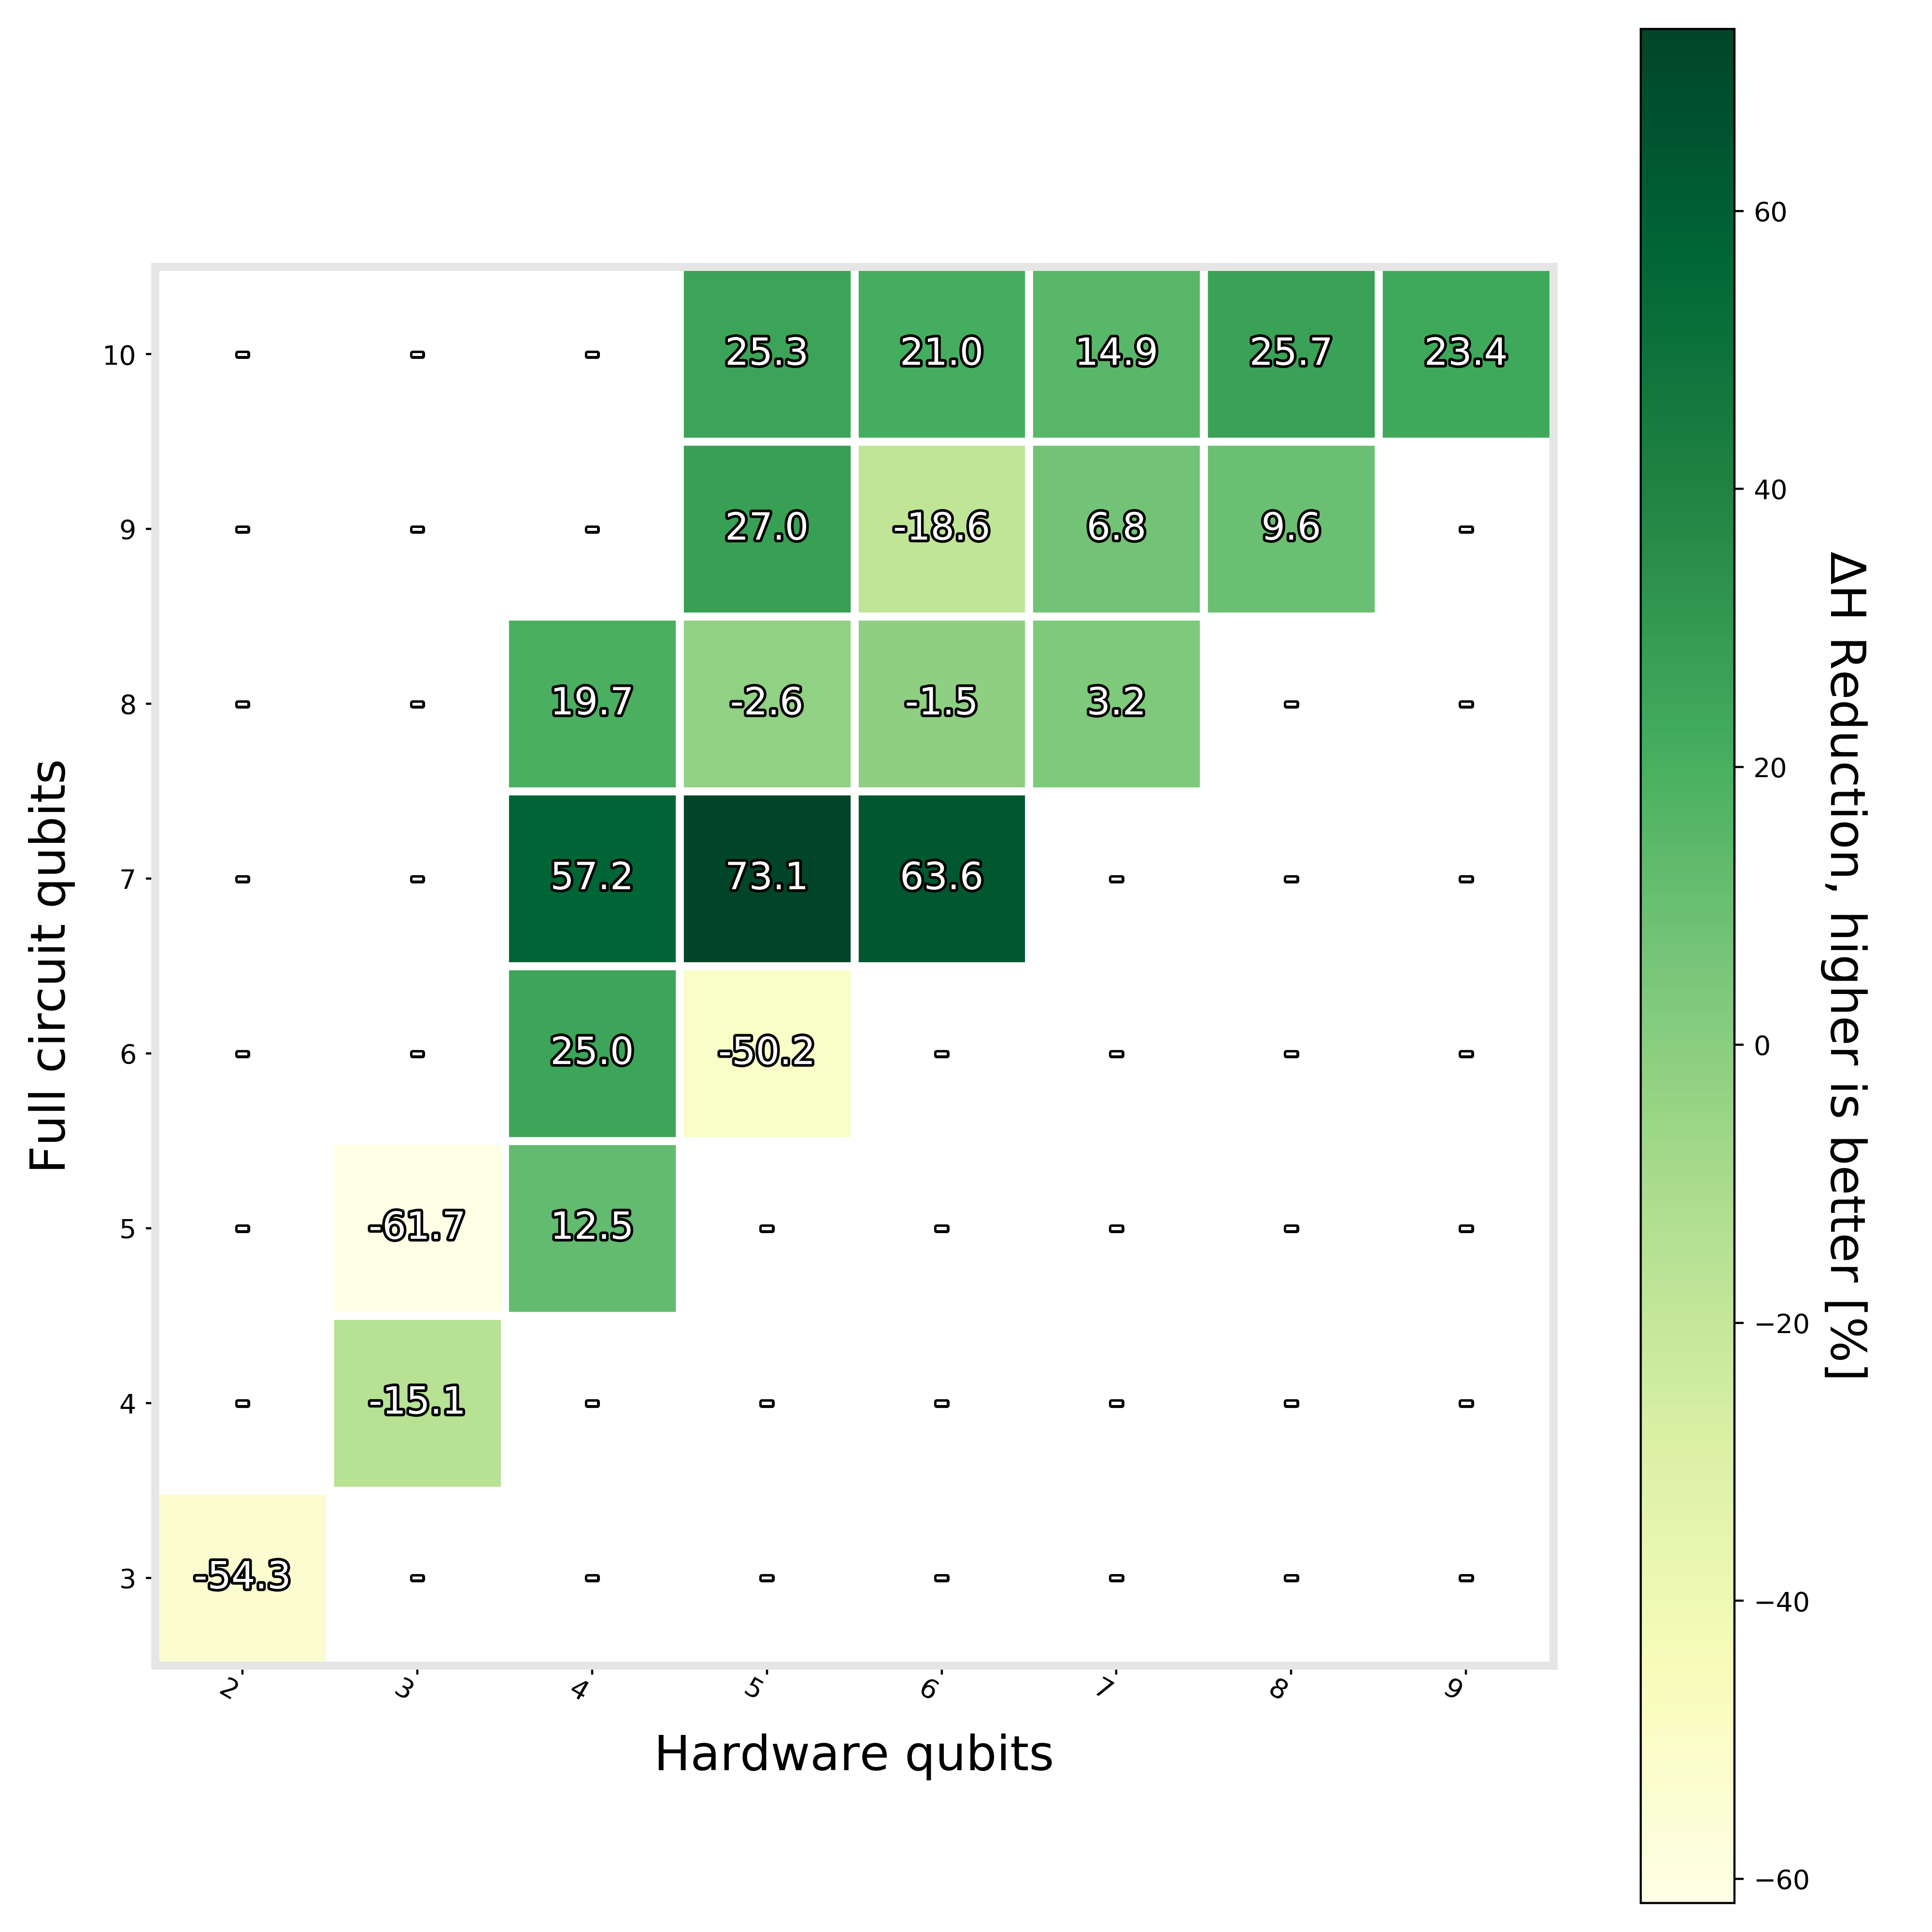 10 - - - 25.3 21.0 14.9 25.7 23.4
9 - - - 27.0 -18.6 6.8 9.6 -
8 - - 19.7 -2.6 -1.5 3.2 - -
7 - - 57.2 73.1 63.6 - - -
6 - - 25.0 -50.2 - - - -
5 - -61.7 12.5 - - - - -
4 - -15.1 - - - - - -
3 -54.3 - - - - - - -
2 3 4 5 6 7 8 9
Hardware qubits
Full circuit qubits
60
40
20
0
−20
−40
−60
ΔH Reduction, higher is better [%]